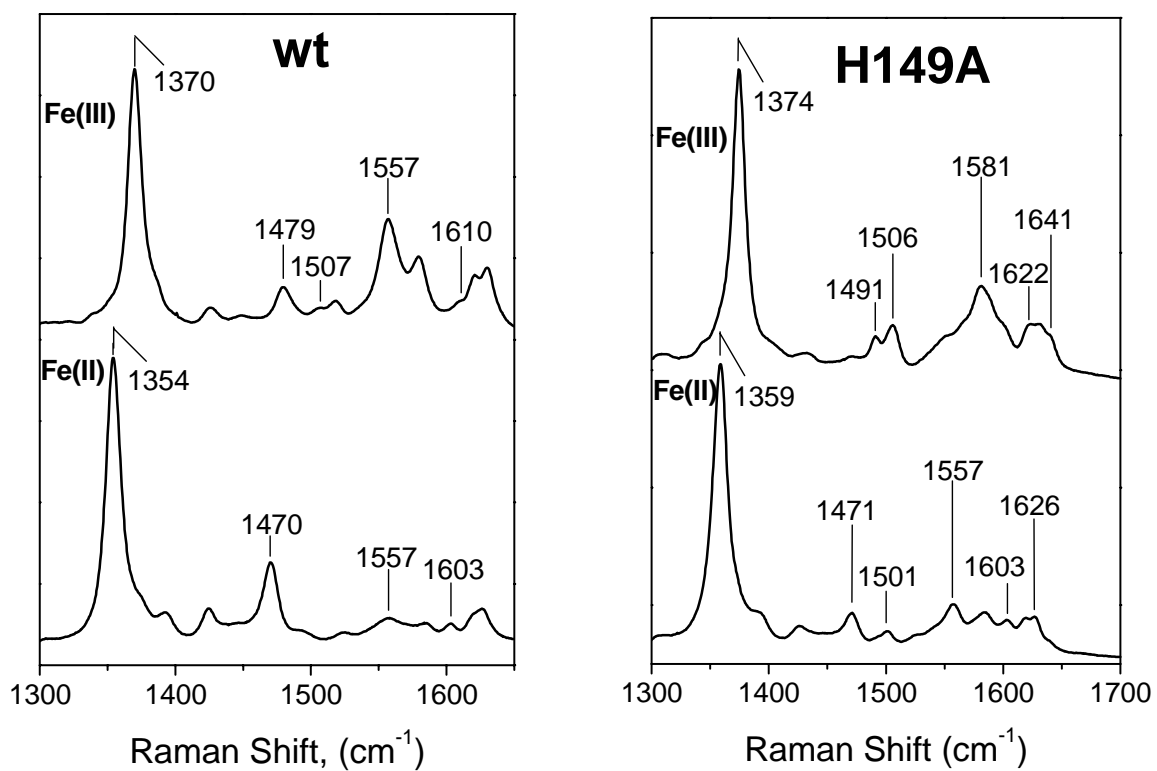 wt
1370
Fe(III)
1557
1479
1507
1610
Fe(II)
1354
1470
1557
1603
1300 1400 1500 1600
Raman Shift, (cm-1)
H149A
1374
Fe(III)
1581
1641
1506
1622
1491
Fe(II)
1359
1557
1471
1626
1501
1603
1300 1400 1500 1600 1700
Raman Shift (cm-1)